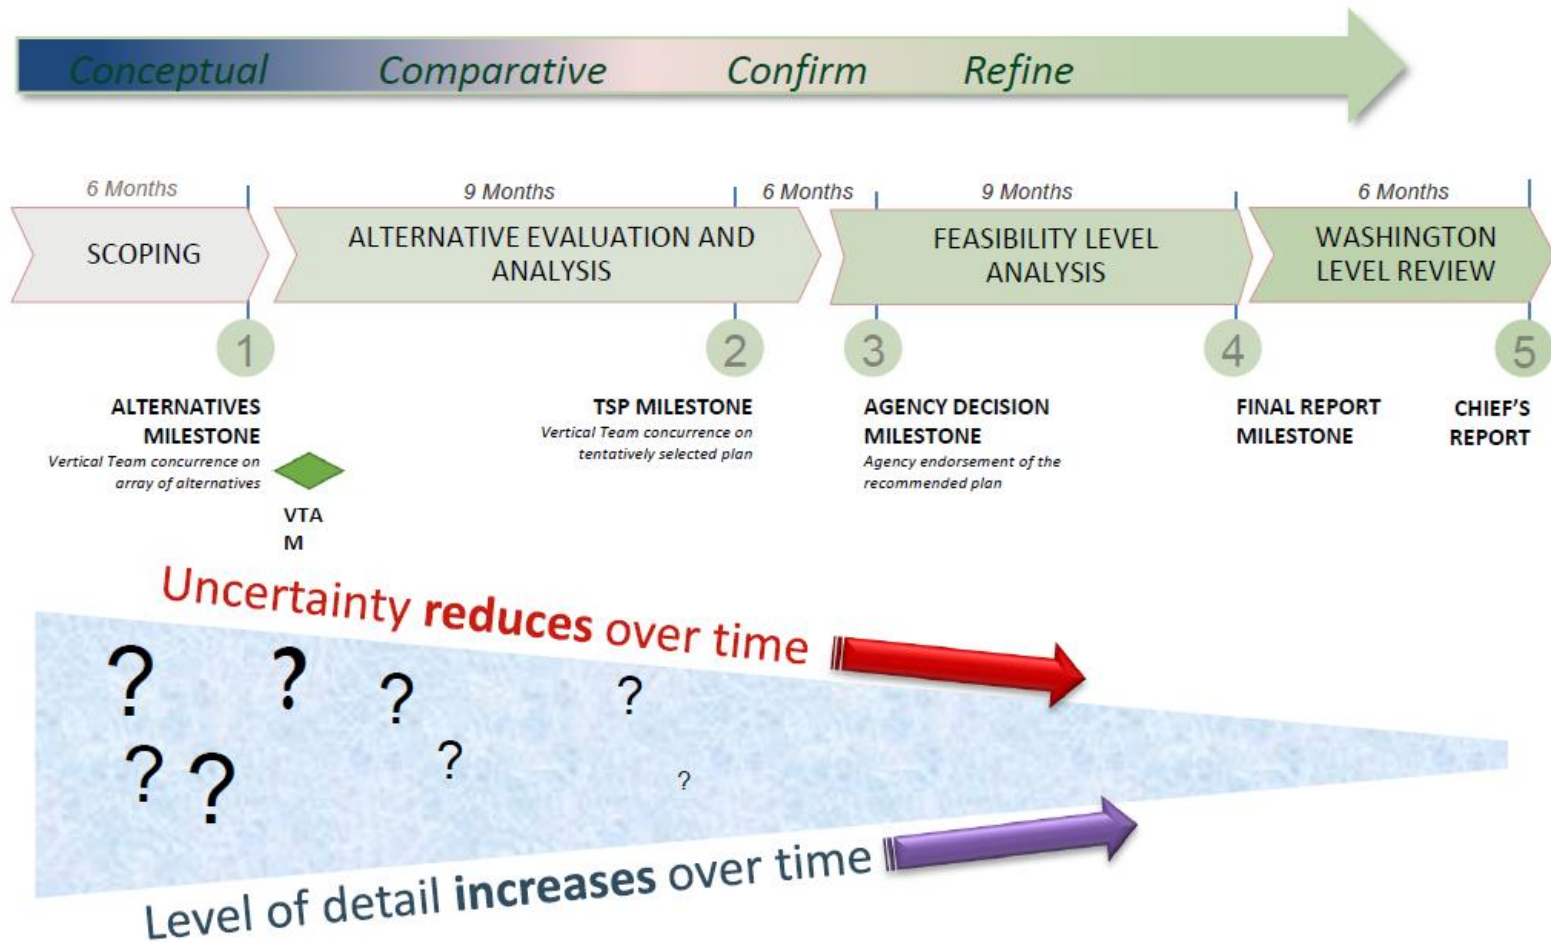 Conceptual Comparative Confirm Refine
6 Months
9 Months
6 Months
9 Months
6 Months
SCOPING
ALTERNATIVE EVALUATION AND
ANALYSIS
FEASIBILITY LEVEL
ANALYSIS
WASHINGTON
LEVEL REVIEW
1
2
3
4
5
ALTERNATIVES
MILESTONE
Vertical Team concurrence on
array of alternatives
VTA
M
TSP MILESTONE
Vertical Team concurrence on
tentatively selected plan
AGENCY DECISION
MILESTONE
Agency endorsement of the
recommended plan
FINAL REPORT
MILESTONE
CHIEF'S
REPORT
Uncertainty reduces over time
? ? ? ?
? ? ? ?
Level of detail increases over time